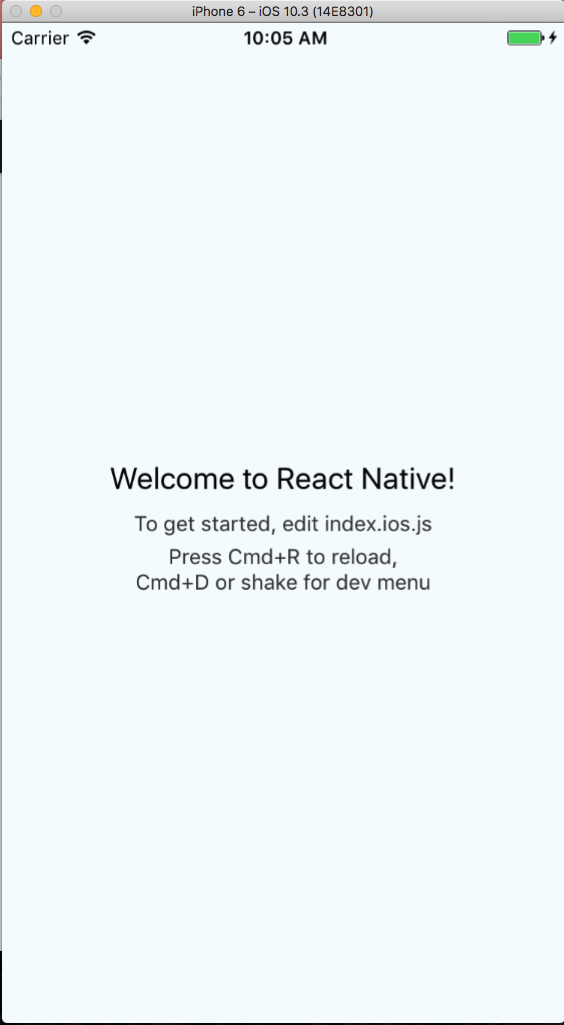 iPhone 6 – iOS 10.3 (14E8301)
Carrier 10:05 AM
Welcome to React Native!
To get started, edit index.ios.js
Press Cmd+R to reload,
Cmd+D or shake for dev menu